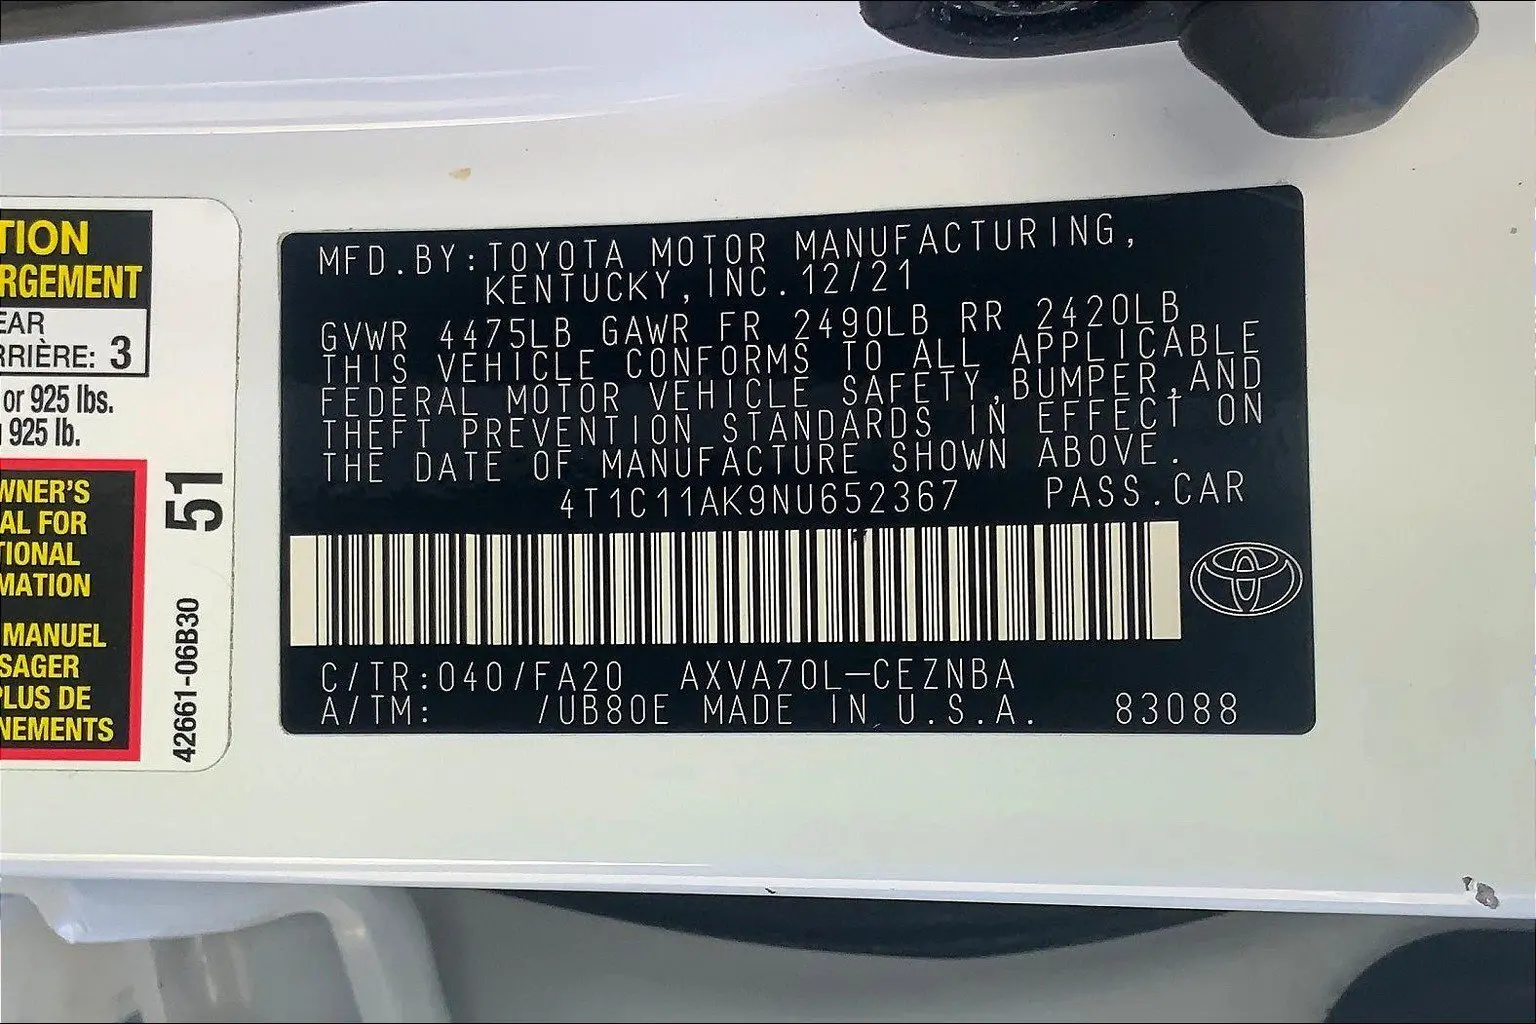 TION
RGEMENT
EAR
RRIÈRE: 3
or 925 lbs.
925 lb.
WNER'S
AL FOR
TIONAL
MATION
MANUEL
SAGER
PLUS DE
NEMENTS
51
42661-06B30
MFD.BY:TOYOTA MOTOR MANUFACTURING,
KENTUCKY,INC.12/21
GVWR 4475LB GAWR FR 2490LB RR 2420LB
THIS VEHICLE CONFORMS TO ALL APPLICABLE
FEDERAL MOTOR VEHICLE SAFETY,BUMPER,AND
THEFT PREVENTION STANDARDS IN EFFECT ON
THE DATE OF MANUFACTURE SHOWN ABOVE.
4T1C11AK9NU652367 PASS.CAR
C/TR:040/FA20 AXVA70L-CEZNBA
A/TM: /UB80E MADE IN U.S.A. 83088